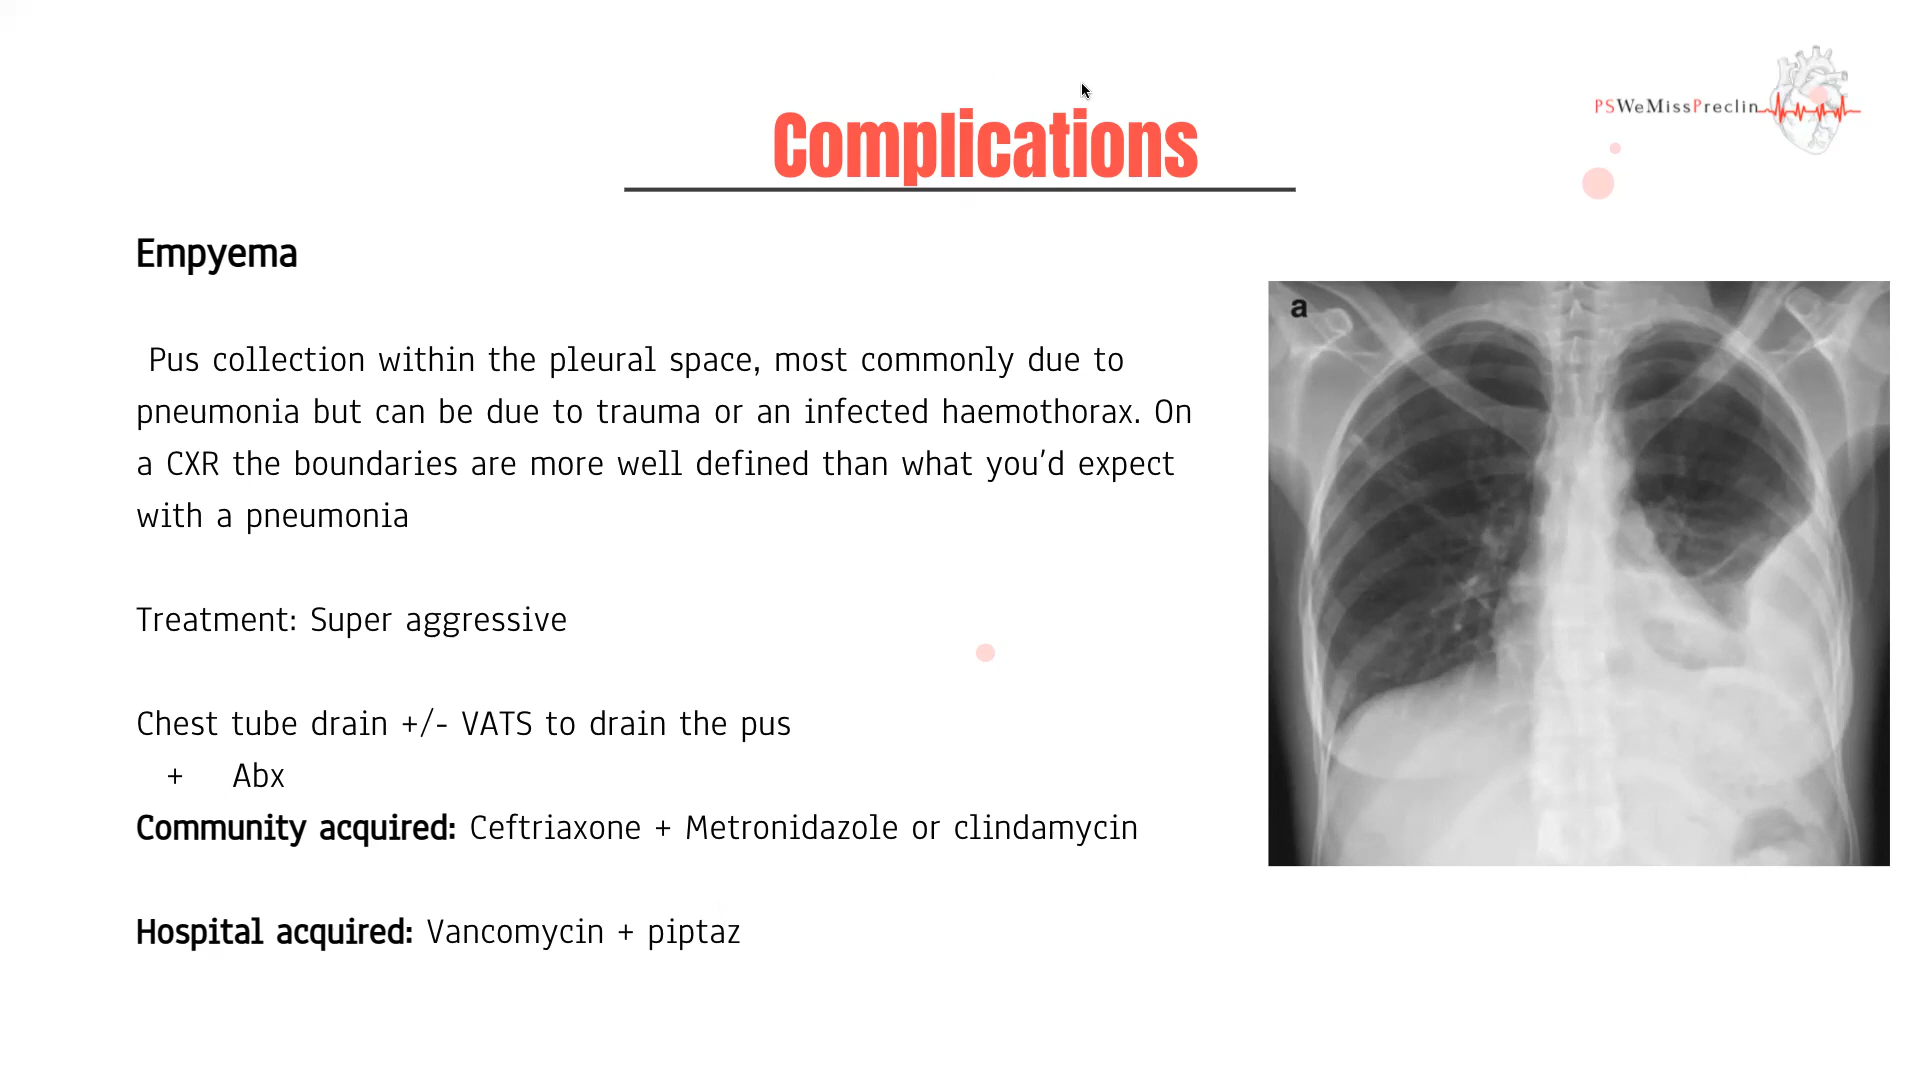 PSWeMissPreclin
Complications
Empyema
Pus collection within the pleural space, most commonly due to
pneumonia but can be due to trauma or an infected haemothorax. On
a CXR the boundaries are more well defined than what you'd expect
with a pneumonia
Treatment: Super aggressive
Chest tube drain +/- VATS to drain the pus
+ Abx
Community acquired: Ceftriaxone + Metronidazole or clindamycin
Hospital acquired: Vancomycin + piptaz
a